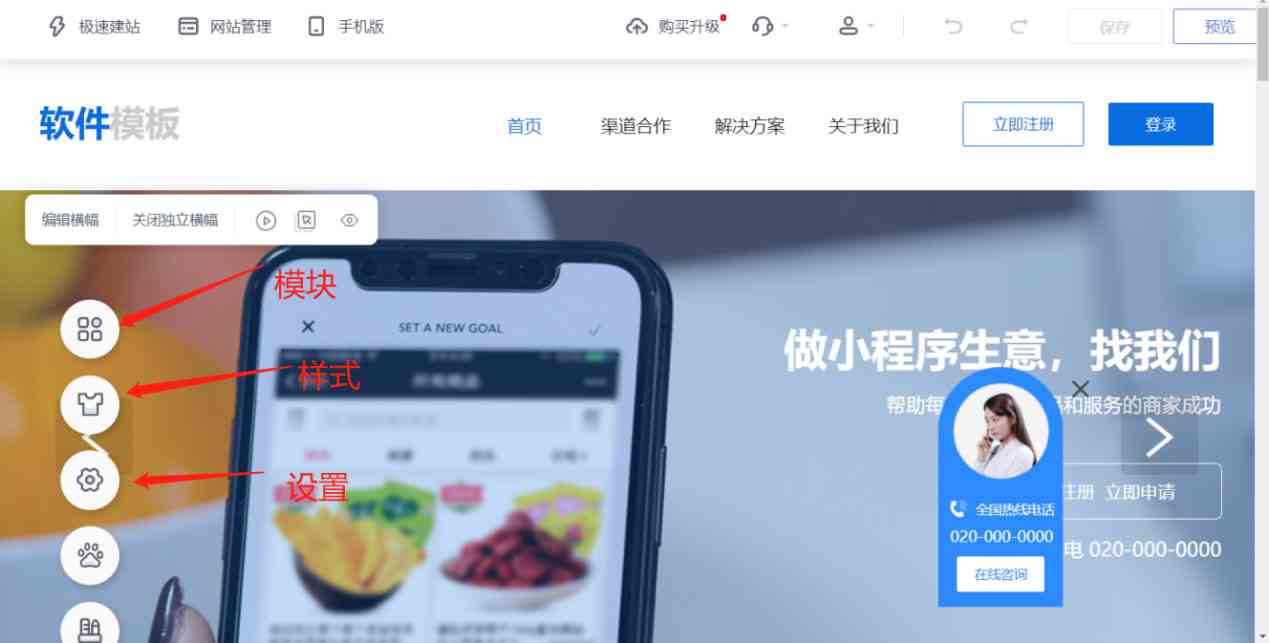 极速建站 网站管理 手机版 购买升级 保存 预览
软件模板 首页 渠道合作 解决方案 关于我们 立即注册 登录
编辑横幅 关闭独立横幅
模块
SET A NEW GOAL
做小程序生意，找我们
样式
帮助每 和服务的商家成功
设置
注册 立即申请
全国热线电话
020-000-0000
电 020-000-0000
在线咨询